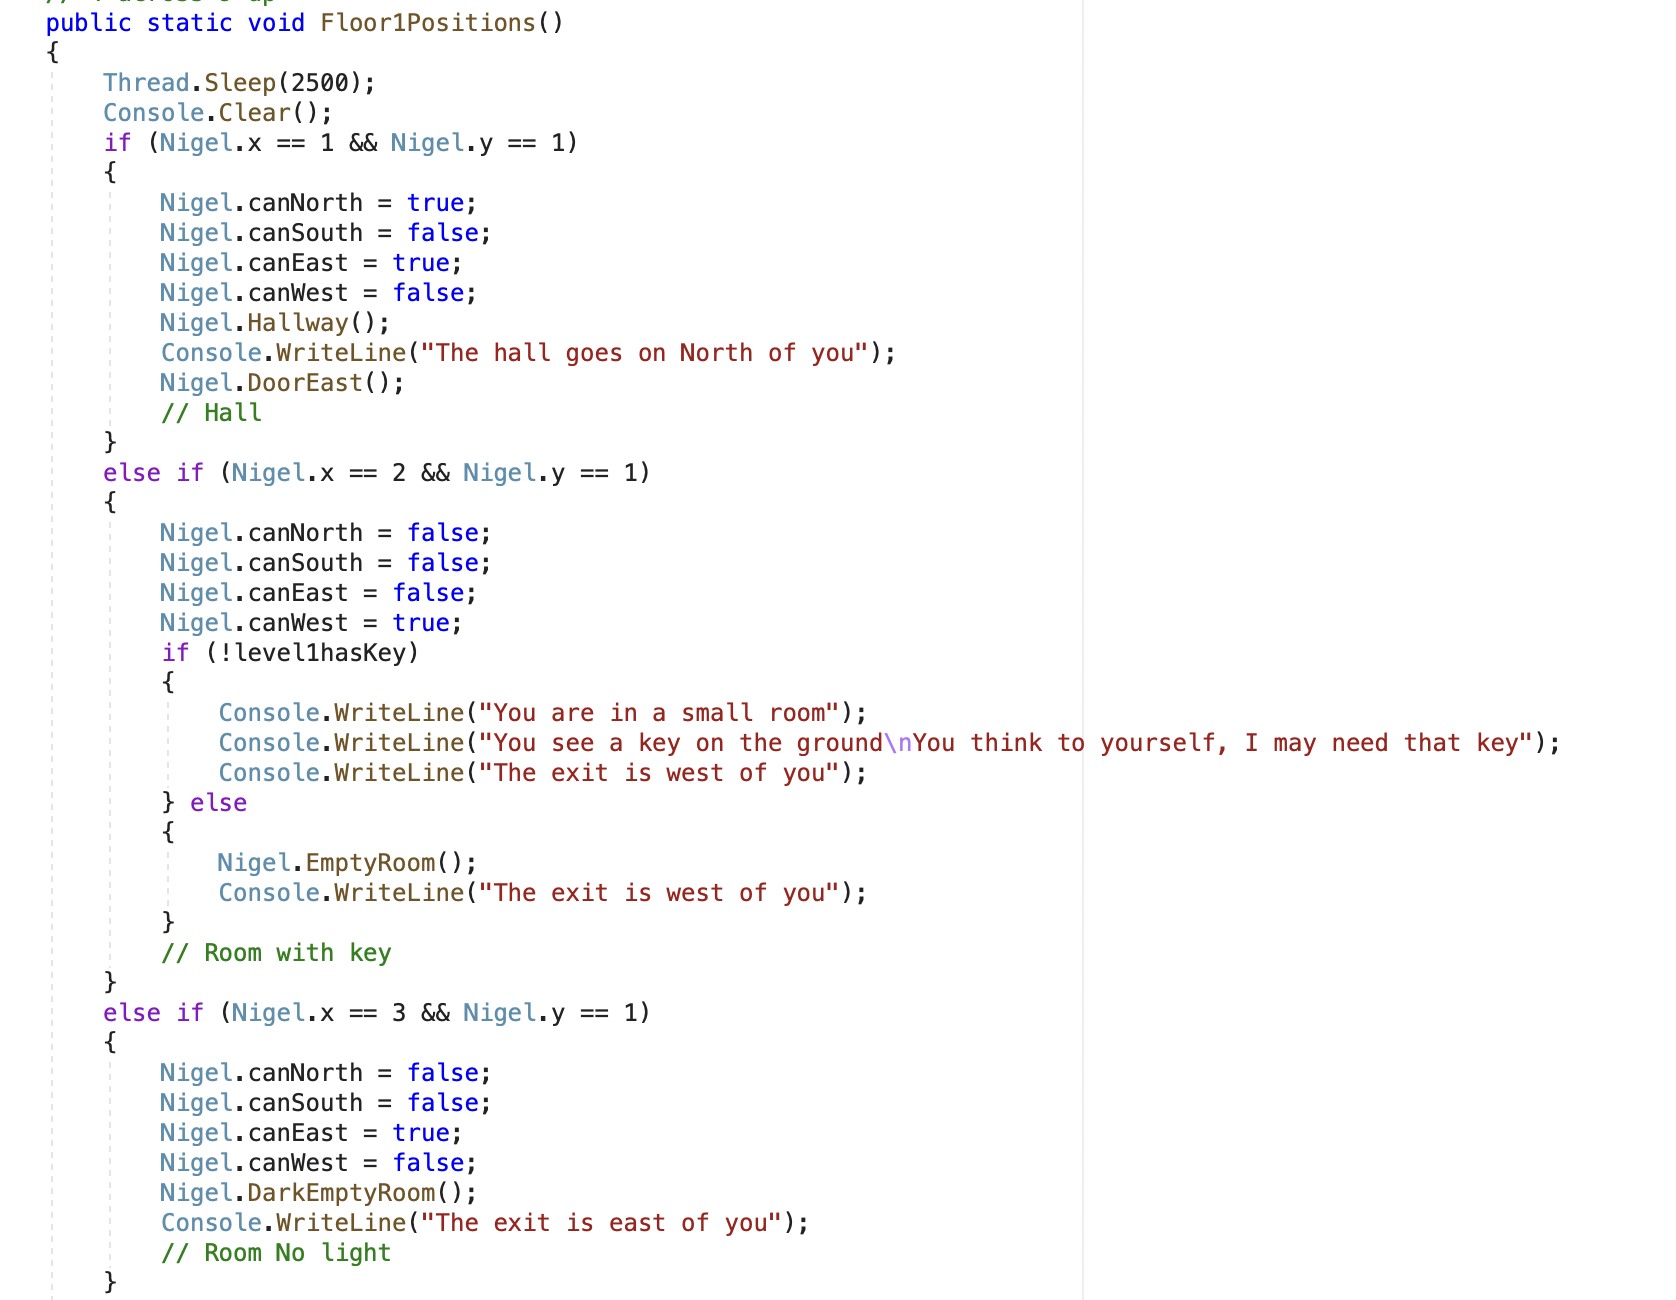 public static void Floor1Positions()
{
    Thread.Sleep(2500);
    Console.Clear();
    if (Nigel.x == 1 && Nigel.y == 1)
    {
        Nigel.canNorth = true;
        Nigel.canSouth = false;
        Nigel.canEast = true;
        Nigel.canWest = false;
        Nigel.Hallway();
        Console.WriteLine("The hall goes on North of you");
        Nigel.DoorEast();
        // Hall
    }
    else if (Nigel.x == 2 && Nigel.y == 1)
    {
        Nigel.canNorth = false;
        Nigel.canSouth = false;
        Nigel.canEast = false;
        Nigel.canWest = true;
        if (!level1hasKey)
        {
            Console.WriteLine("You are in a small room");
            Console.WriteLine("You see a key on the ground\nYou think to yourself, I may need that key");
            Console.WriteLine("The exit is west of you");
        } else
        {
            Nigel.EmptyRoom();
            Console.WriteLine("The exit is west of you");
        }
        // Room with key
    }
    else if (Nigel.x == 3 && Nigel.y == 1)
    {
        Nigel.canNorth = false;
        Nigel.canSouth = false;
        Nigel.canEast = true;
        Nigel.canWest = false;
        Nigel.DarkEmptyRoom();
        Console.WriteLine("The exit is east of you");
        // Room No light
    }